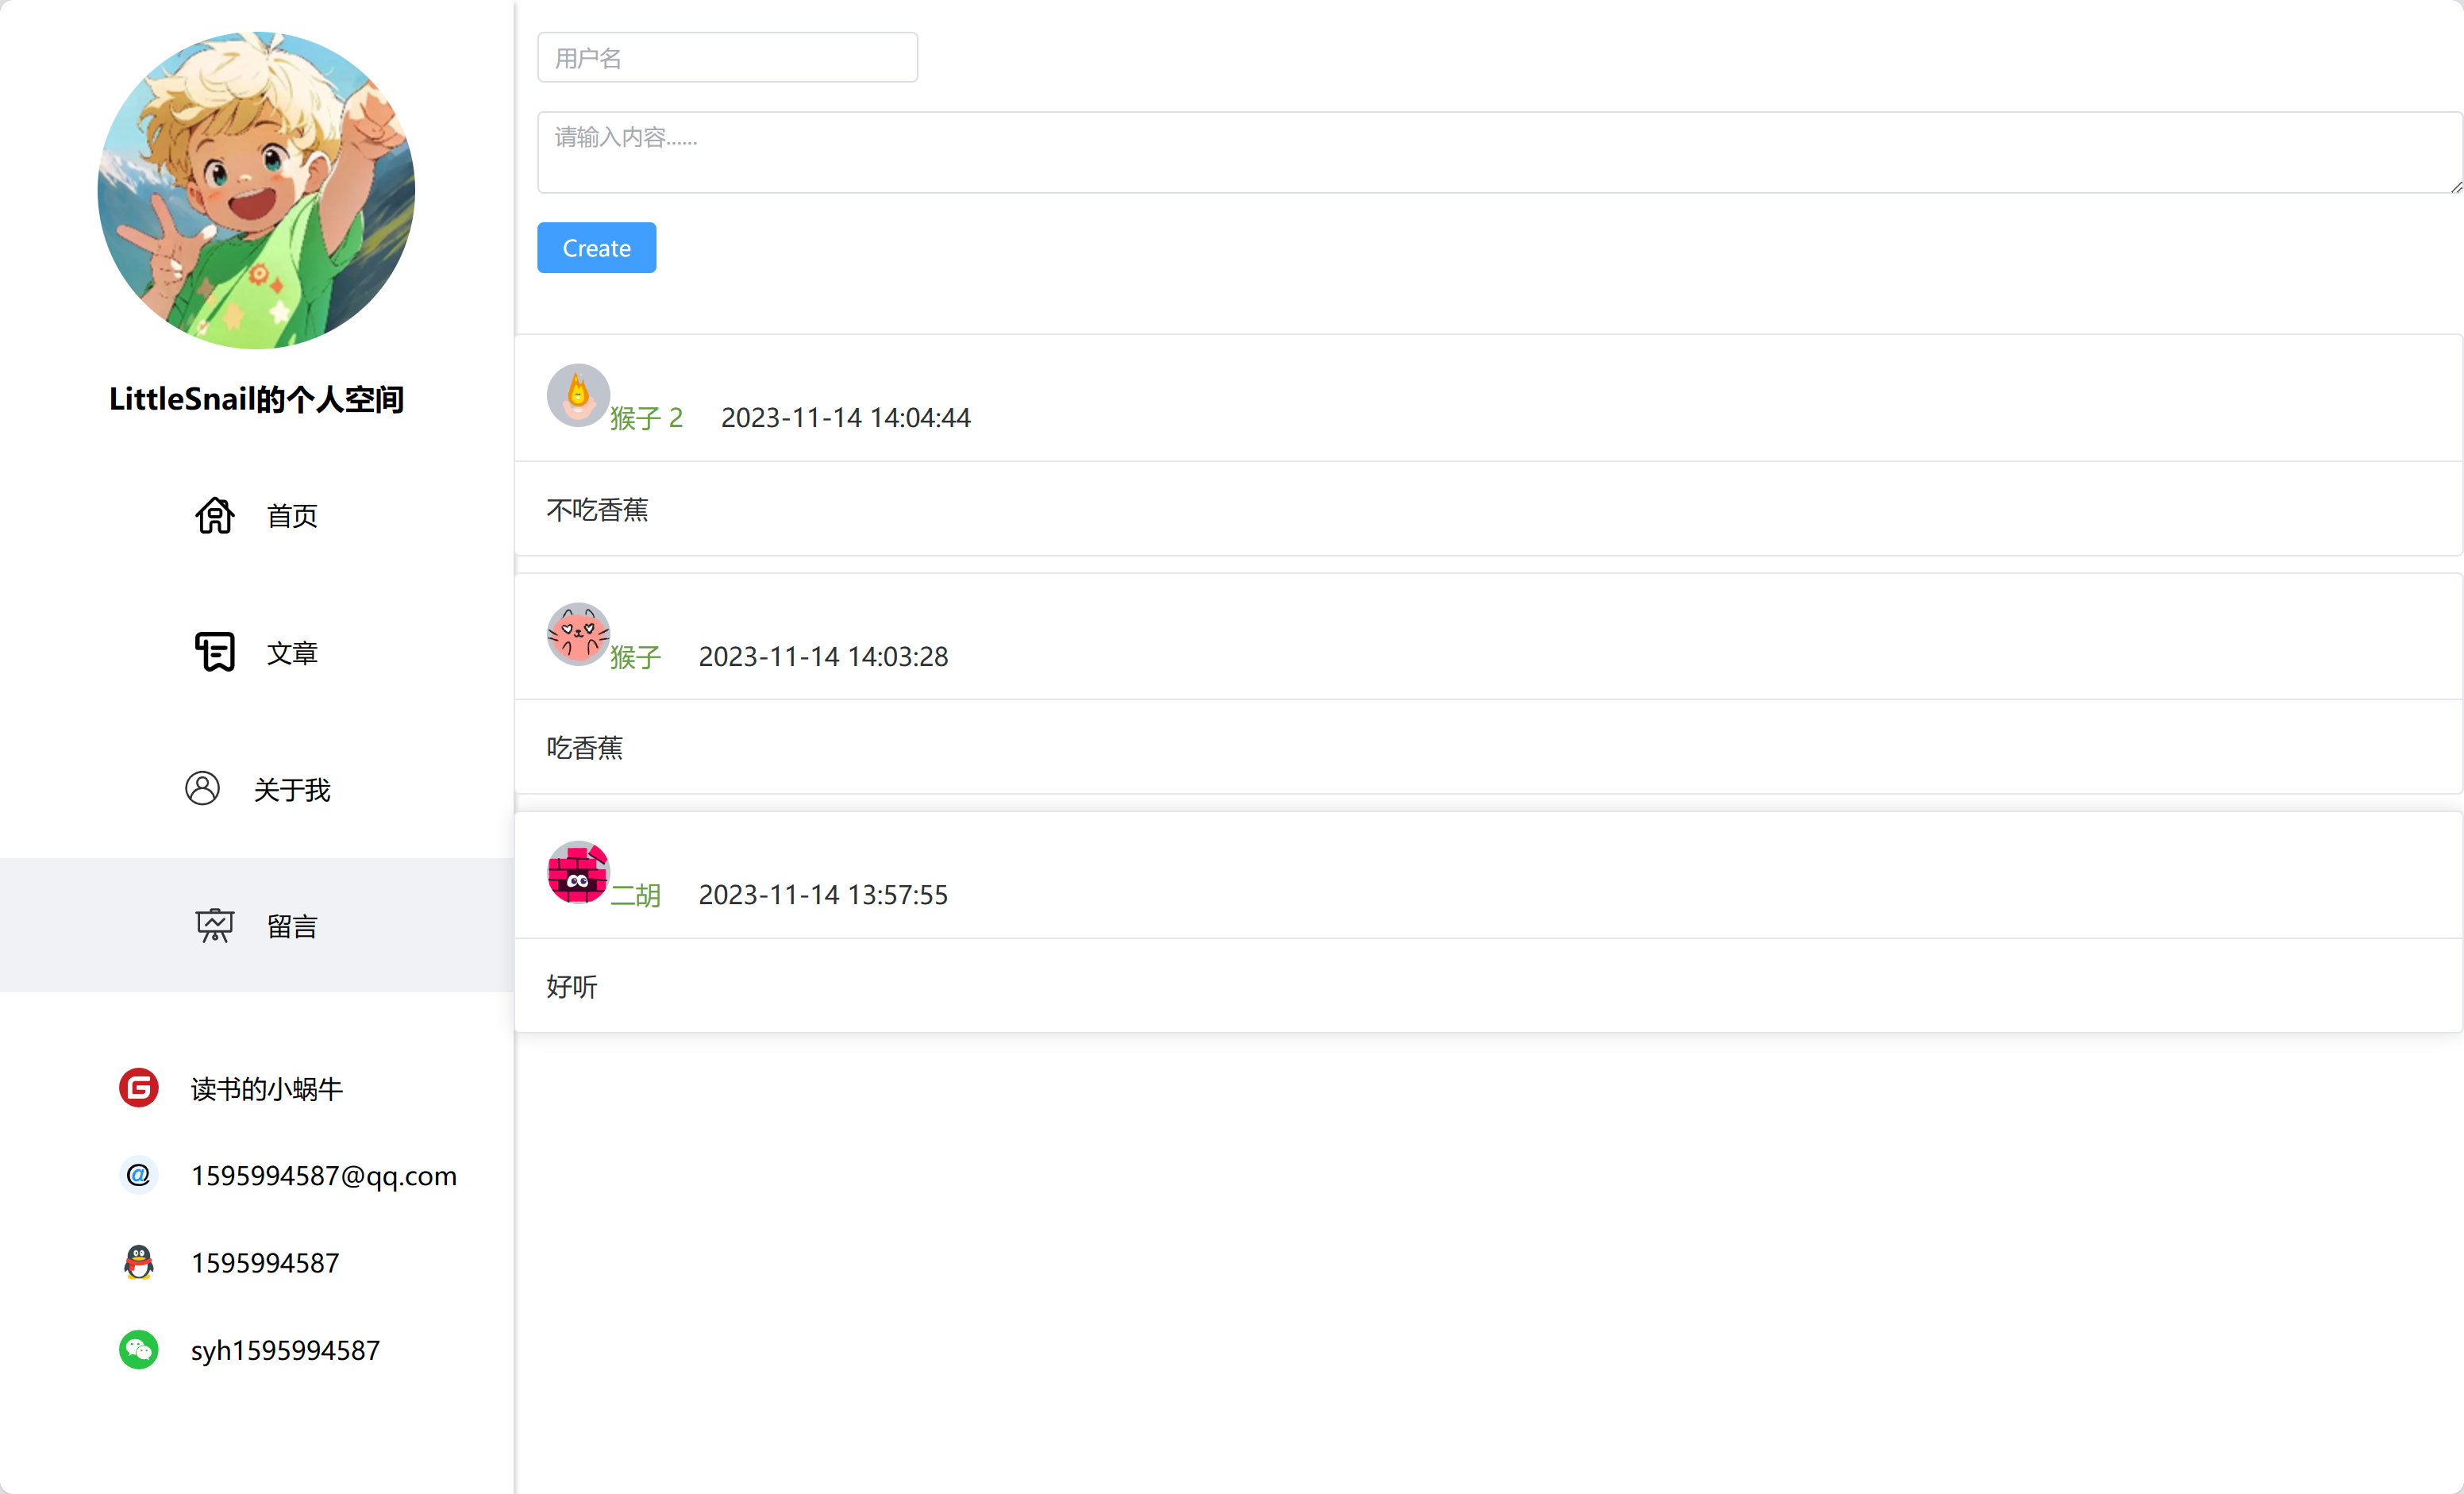 LittleSnail的个人空间
首页
文章
关于我
留言
读书的小蜗牛
1595994587@qq.com
1595994587
syh1595994587
用户名
请输入内容......
Create
猴子 2 2023-11-14 14:04:44
不吃香蕉
猴子 2023-11-14 14:03:28
吃香蕉
二胡 2023-11-14 13:57:55
好听